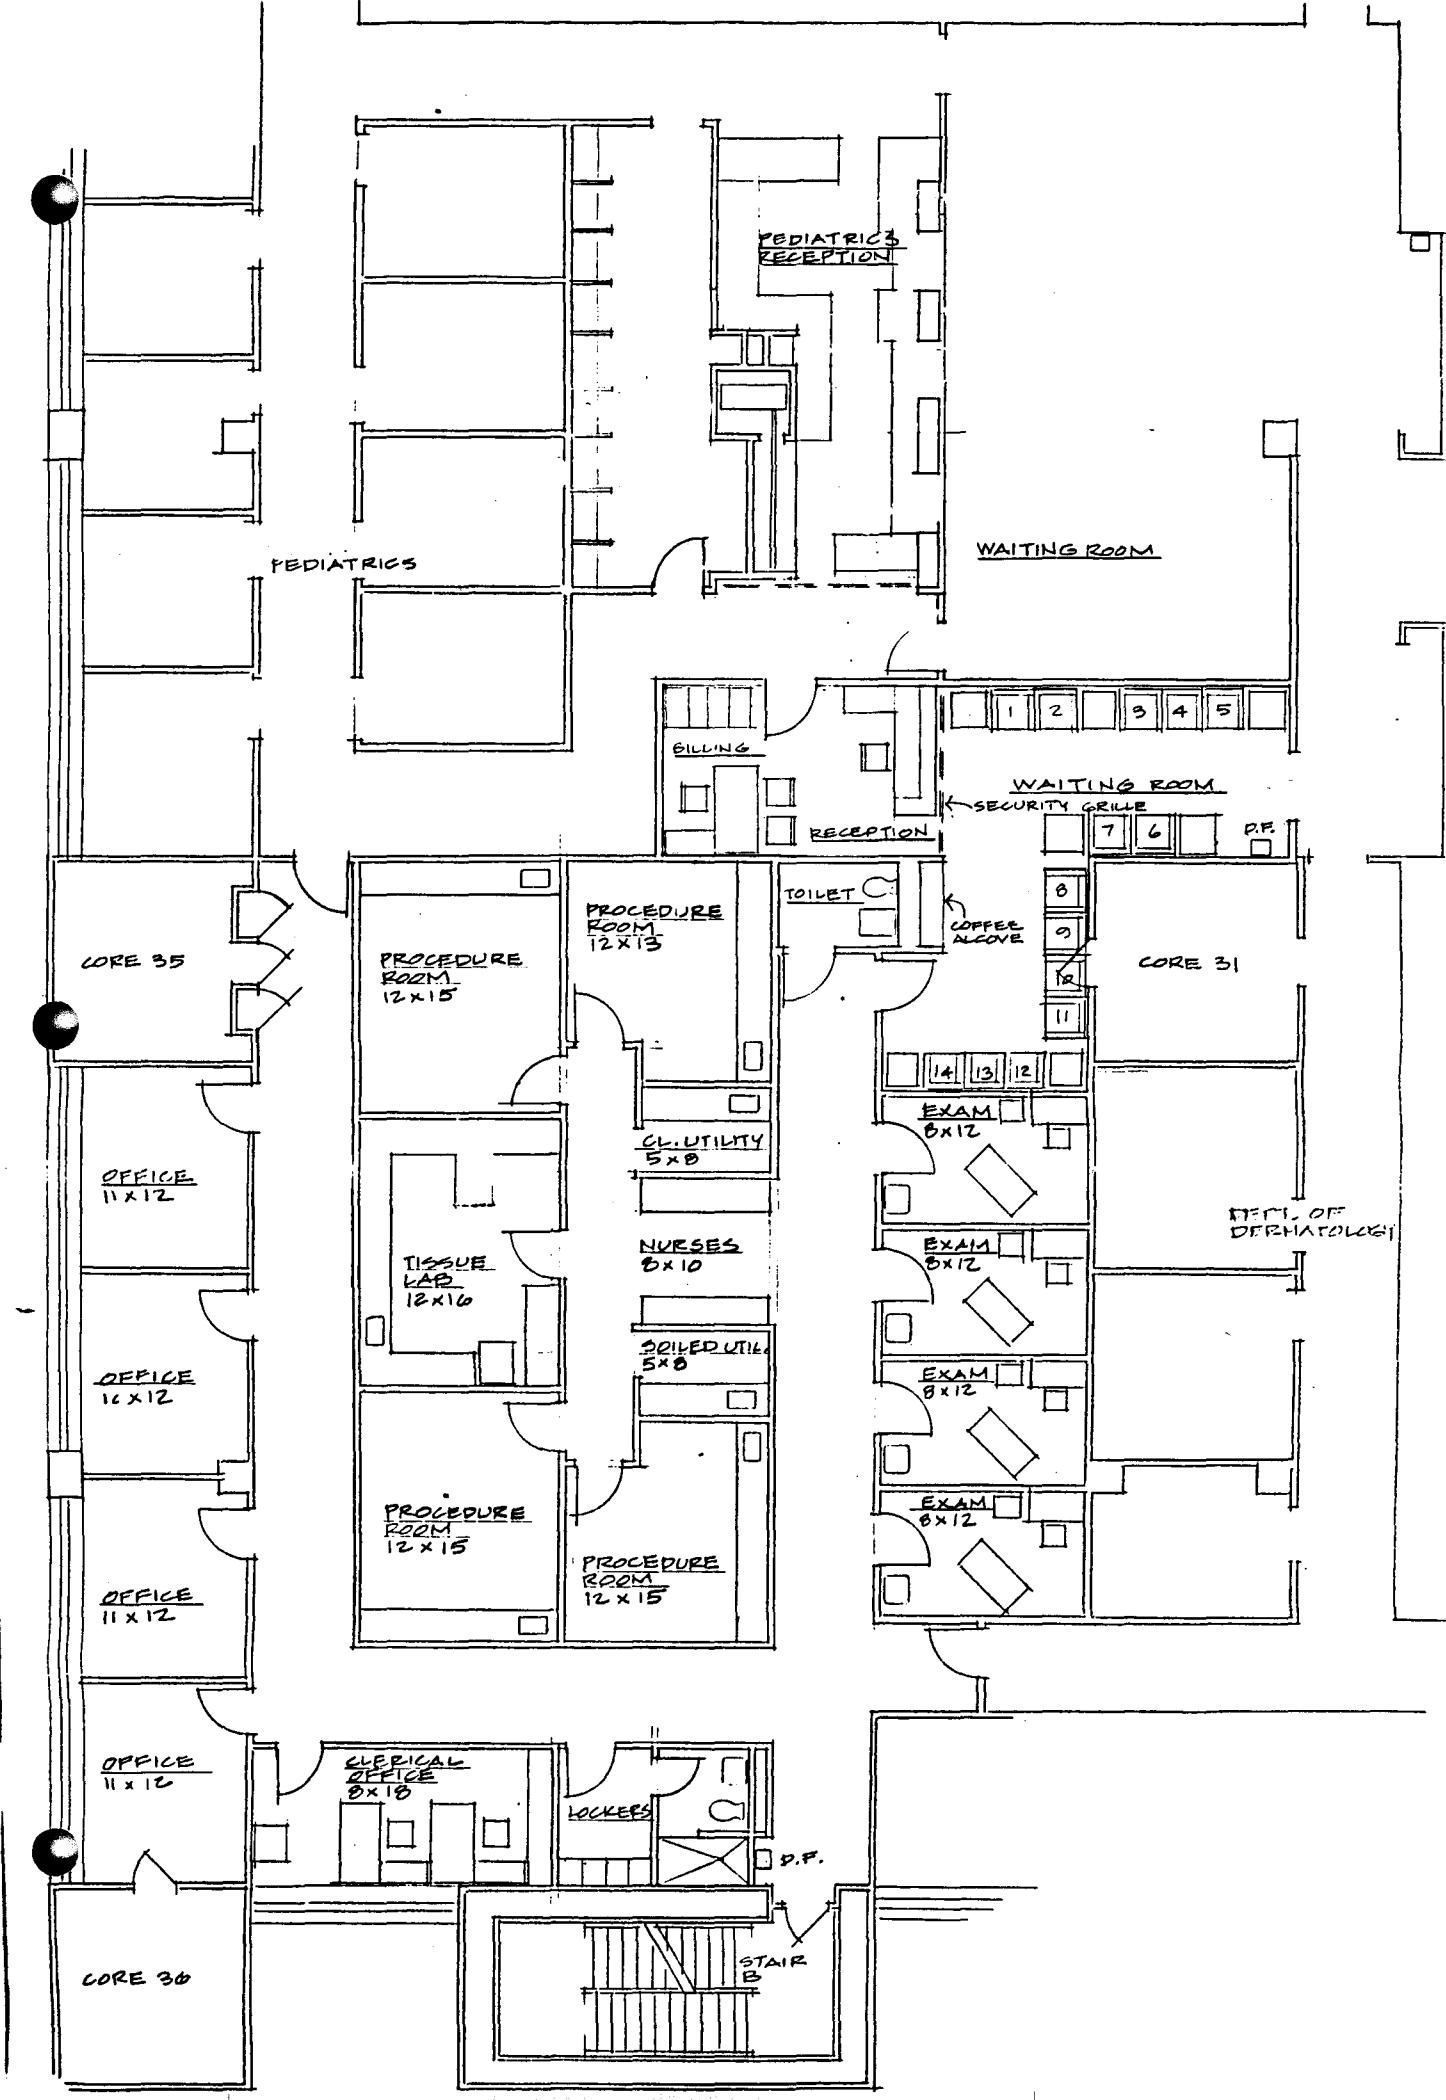 PEDIATRICS
RECEPTION
WAITING ROOM
PEDIATRICS
1
2
3
4
5
BILLING
WAITING ROOM
SECURITY GRILLE
RECEPTION
7
6
D.F.
TOILET
8
COFFEE
ALCOVE
9
10
11
PROCEDURE
ROOM
12 X 13
CORE 35
PROCEDURE
ROOM
12 X 15
CORE 31
14
13
12
EXAM
8 X 12
CL. UTILITY
5 X 8
OFFICE
11 X 12
DEPT. OF
DERMATOLOGY
NURSES
8 X 10
EXAM
8 X 12
TISSUE
LAB
12 X 16
SOILED UTIL.
5 X 8
OFFICE
X 12
EXAM
8 X 12
PROCEDURE
ROOM
12 X 15
EXAM
8 X 12
PROCEDURE
ROOM
12 X 15
OFFICE
11 X 12
OFFICE
11 X 12
CLERICAL
OFFICE
8 X 18
LOCKERS
D.F.
STAIR
B
CORE 36